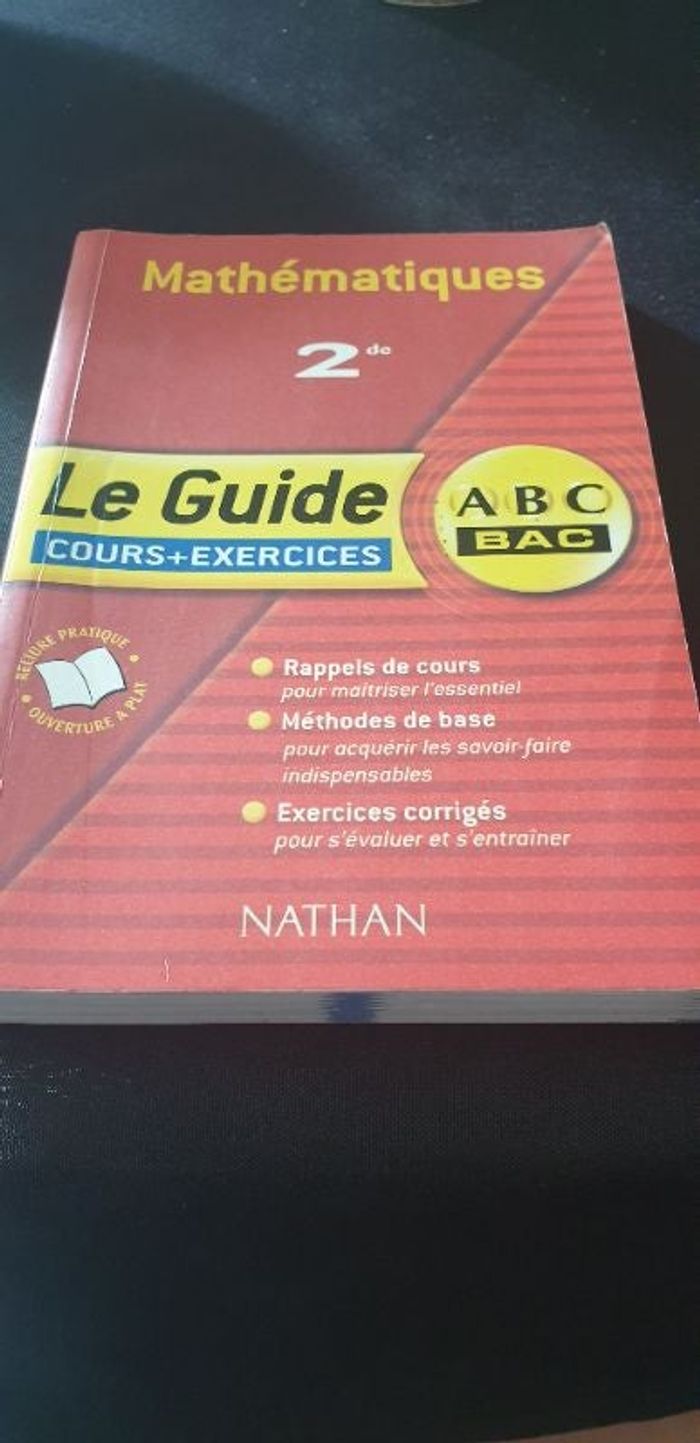 Mathématiques
2de
Le Guide
COURS+EXERCICES
ABC
BAC
RELIURE PRATIQUE
OUVERTURE A PLAT
Rappels de cours
pour maîtriser l'essentiel
Méthodes de base
pour acquérir les savoir-faire
indispensables
Exercices corrigés
pour s'évaluer et s'entraîner
NATHAN